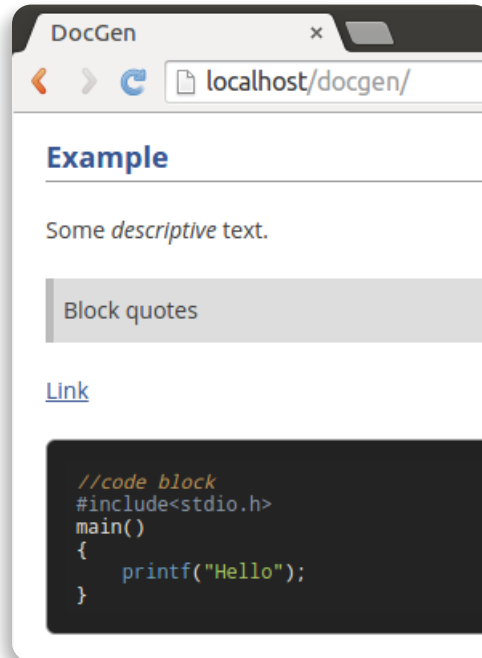 DocGen
localhost/docgen/
Example
Some descriptive text.
Block quotes
Link
//code block
#include<stdio.h>
main()
{
    printf("Hello");
}